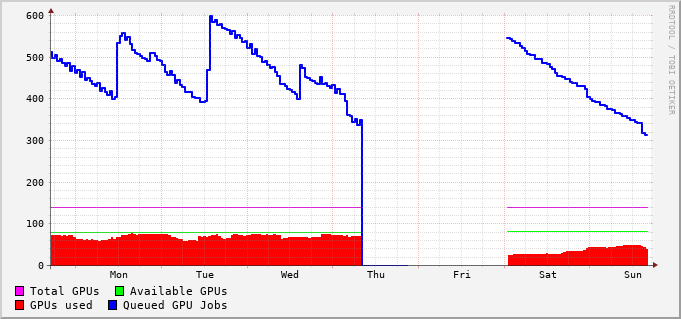 RRDTOOL / TOBI OETIKER
600
500
400
300
200
100
0
Mon Tue Wed Thu Fri Sat Sun
Total GPUs Available GPUs
GPUs used Queued GPU Jobs